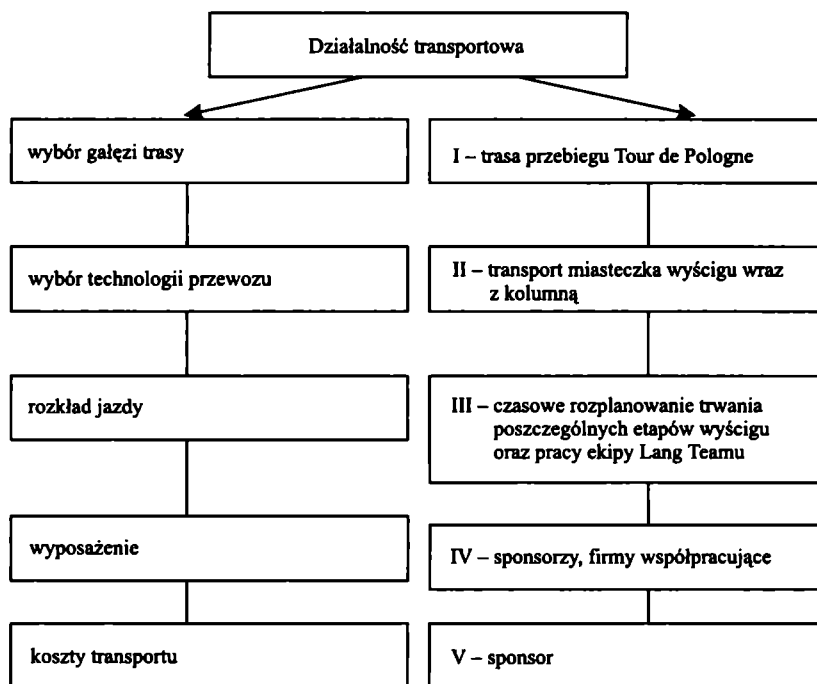 Działalność transportowa
wybór gałęzi trasy
I – trasa przebiegu Tour de Pologne
wybór technologii przewozu
II – transport miasteczka wyścigu wraz
z kolumną
rozkład jazdy
III – czasowe rozplanowanie trwania
poszczególnych etapów wyścigu
oraz pracy ekipy Lang Teamu
wyposażenie
IV – sponsorzy, firmy współpracujące
koszty transportu
V – sponsor